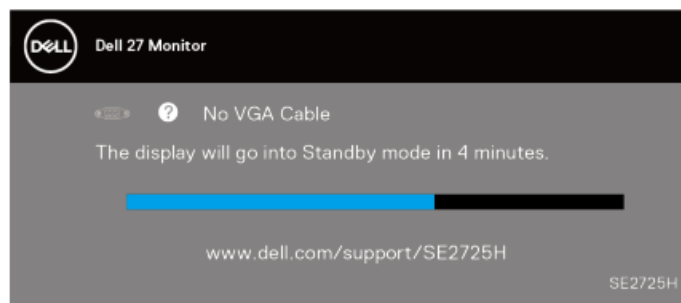 DELL
Dell 27 Monitor
? No VGA Cable
The display will go into Standby mode in 4 minutes.
www.dell.com/support/SE2725H
SE2725H